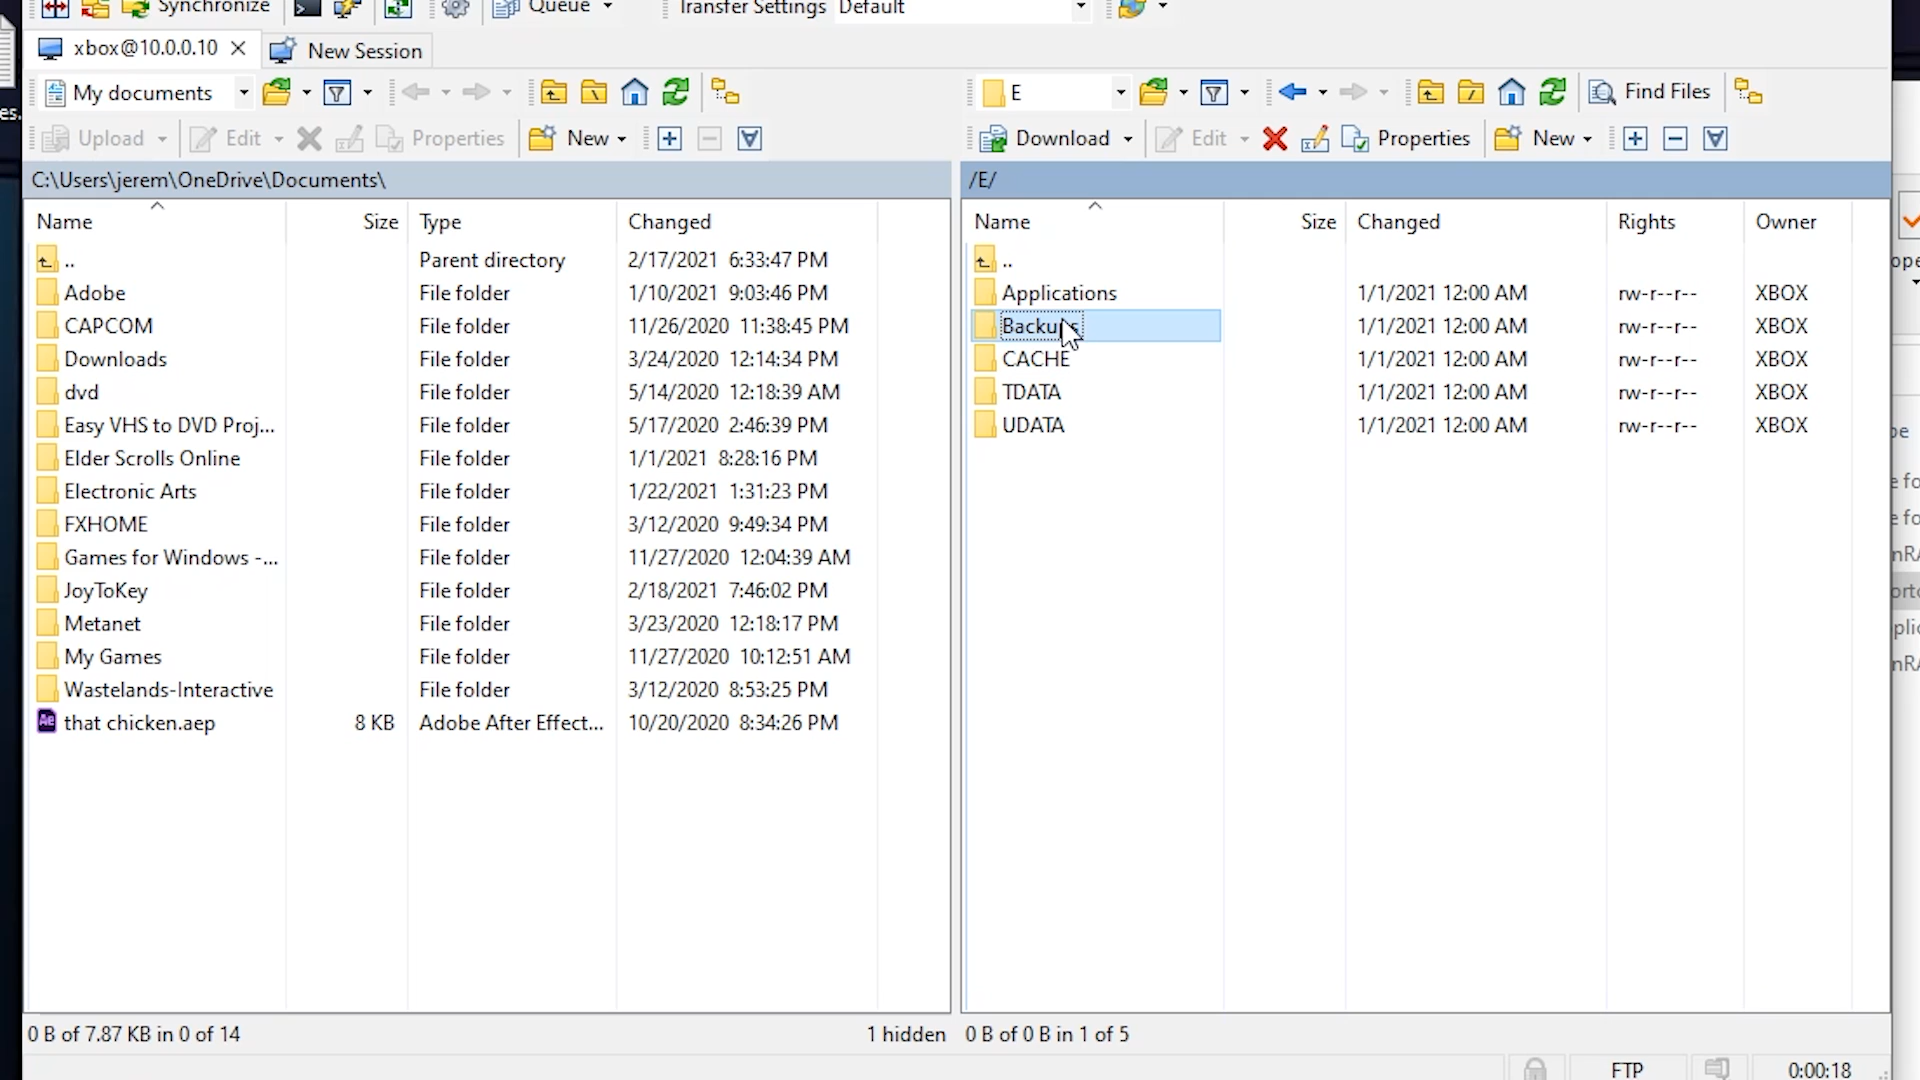 Synchronize Queue Transfer Settings Default
xbox@10.0.0.10 New Session
My documents E Find Files
Upload Edit Properties New Download Edit Properties New
C:\Users\jerem\OneDrive\Documents\ /E/
Name Size Type Changed Name Size Changed Rights Owner
.. Parent directory 2/17/2021 6:33:47 PM ..
Adobe File folder 1/10/2021 9:03:46 PM Applications 1/1/2021 12:00 AM rw-r--r-- XBOX
CAPCOM File folder 11/26/2020 11:38:45 PM Backups 1/1/2021 12:00 AM rw-r--r-- XBOX
Downloads File folder 3/24/2020 12:14:34 PM CACHE 1/1/2021 12:00 AM rw-r--r-- XBOX
dvd File folder 5/14/2020 12:18:39 AM TDATA 1/1/2021 12:00 AM rw-r--r-- XBOX
Easy VHS to DVD Proj... File folder 5/17/2020 2:46:39 PM UDATA 1/1/2021 12:00 AM rw-r--r-- XBOX
Elder Scrolls Online File folder 1/1/2021 8:28:16 PM
Electronic Arts File folder 1/22/2021 1:31:23 PM
FXHOME File folder 3/12/2020 9:49:34 PM
Games for Windows -... File folder 11/27/2020 12:04:39 AM
JoyToKey File folder 2/18/2021 7:46:02 PM
Metanet File folder 3/23/2020 12:18:17 PM
My Games File folder 11/27/2020 10:12:51 AM
Wastelands-Interactive File folder 3/12/2020 8:53:25 PM
that chicken.aep 8 KB Adobe After Effect... 10/20/2020 8:34:26 PM
0 B of 7.87 KB in 0 of 14 1 hidden 0 B of 0 B in 1 of 5
FTP 0:00:18